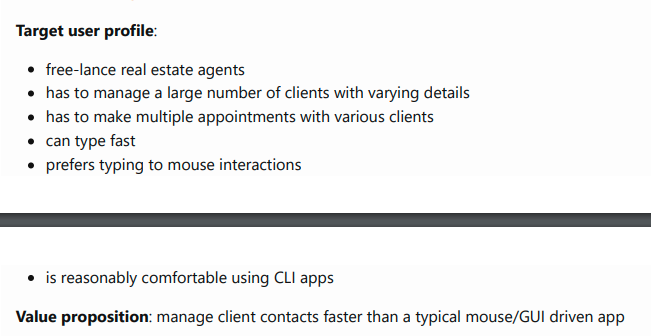 Target user profile:
• free-lance real estate agents
• has to manage a large number of clients with varying details
• has to make multiple appointments with various clients
• can type fast
• prefers typing to mouse interactions
• is reasonably comfortable using CLI apps
Value proposition: manage client contacts faster than a typical mouse/GUI driven app